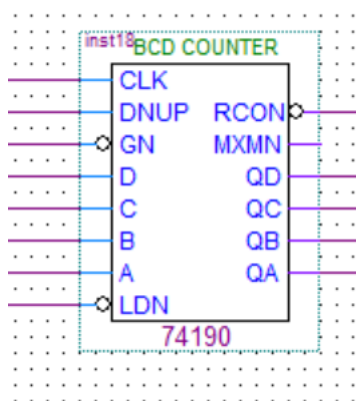 inst18 BCD COUNTER
CLK
DNUP RCON
GN MXMN
D QD
C QC
B QB
A QA
LDN
74190